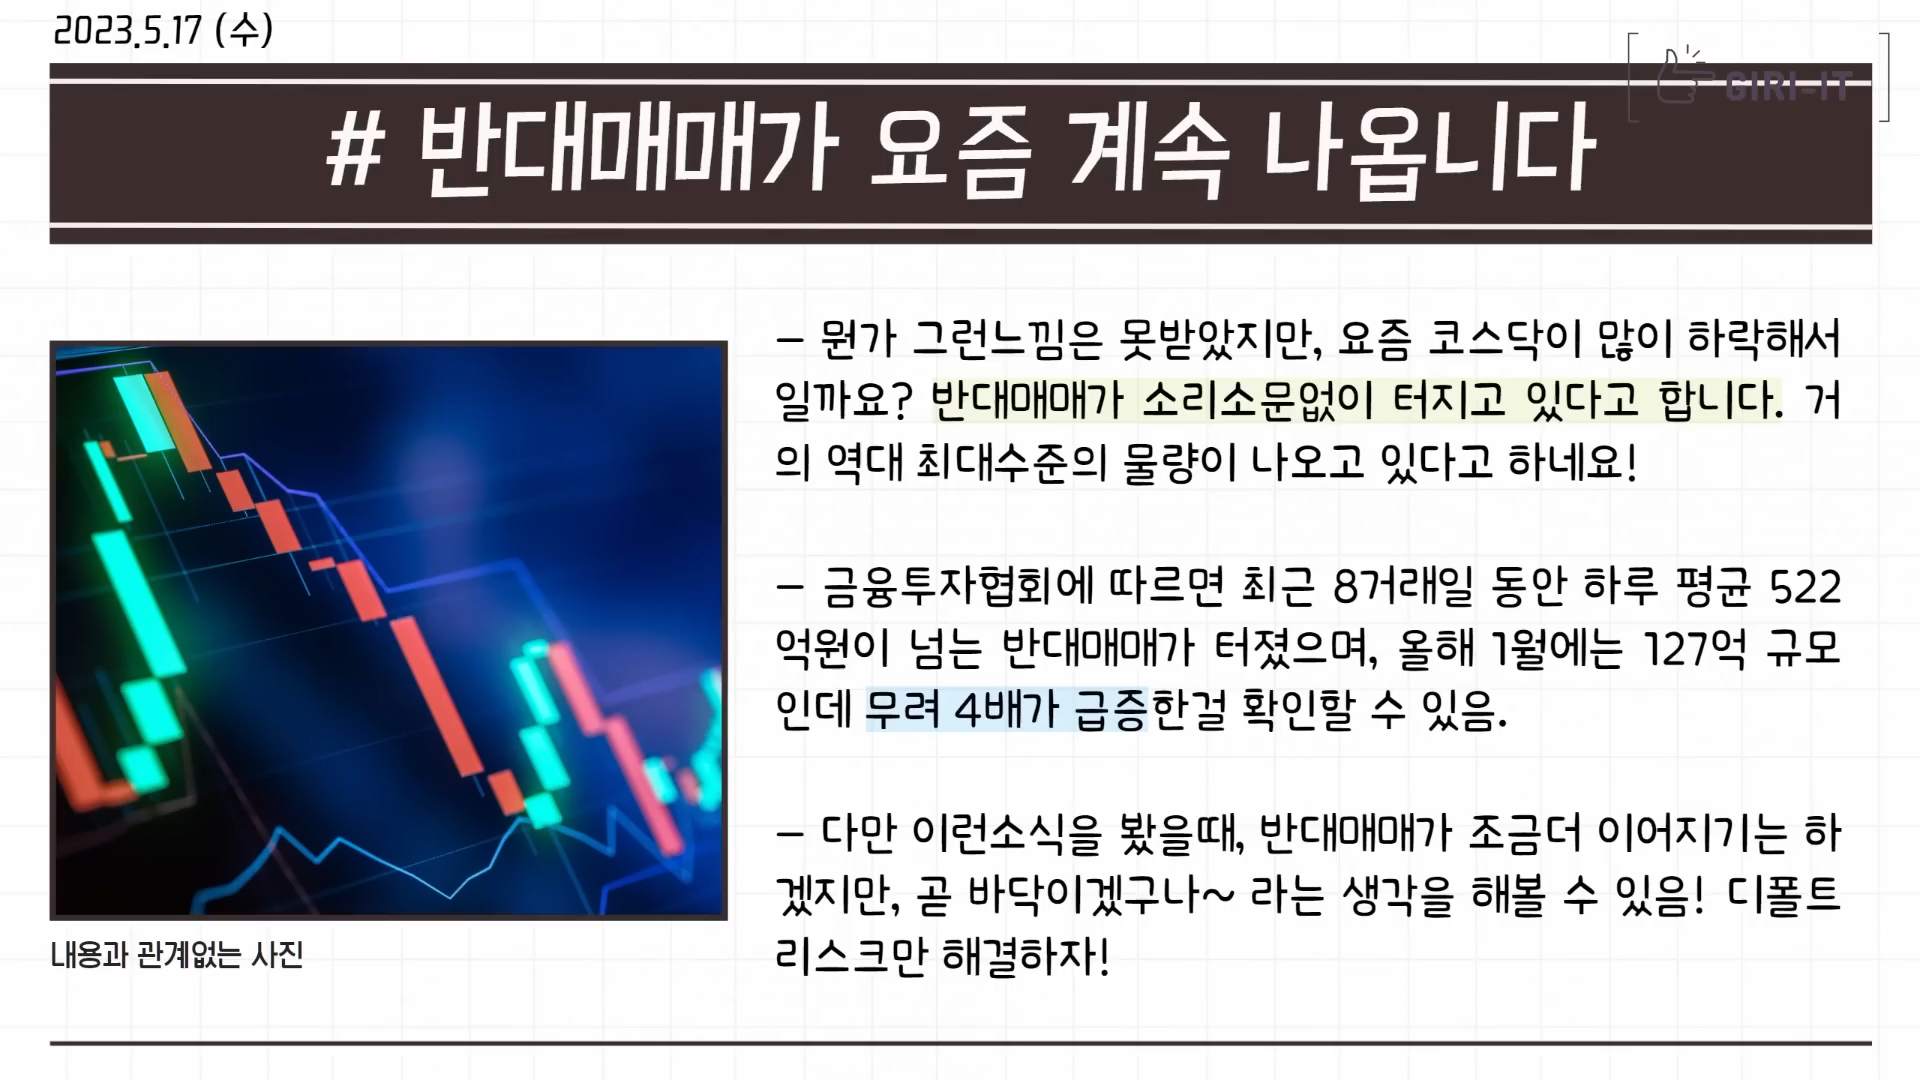 2023.5.17 (수)
GIRI-IT
# 반대매매가 요즘 계속 나옵니다
- 뭔가 그런느낌은 못받았지만, 요즘 코스닥이 많이 하락해서
일까요? 반대매매가 소리소문없이 터지고 있다고 합니다. 거
의 역대 최대수준의 물량이 나오고 있다고 하네요!
- 금융투자협회에 따르면 최근 8거래일 동안 하루 평균 522
억원이 넘는 반대매매가 터졌으며, 올해 1월에는 127억 규모
인데 무려 4배가 급증한걸 확인할 수 있음.
- 다만 이런소식을 봤을때, 반대매매가 조금더 이어지기는 하
겠지만, 곧 바닥이겠구나~ 라는 생각을 해볼 수 있음! 디폴트
리스크만 해결하자!
내용과 관계없는 사진